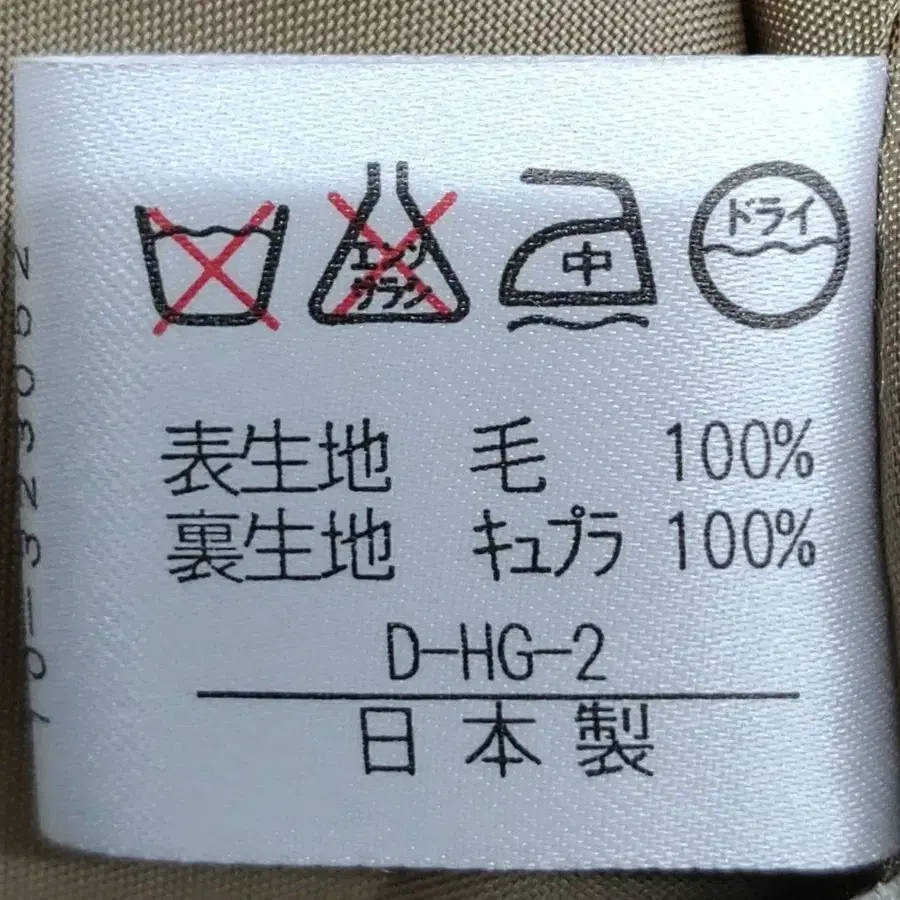 エンソ
サラシ
中
ドライ
表生地 毛 100%
裏生地 キュプラ 100%
D-HG-2
日本製